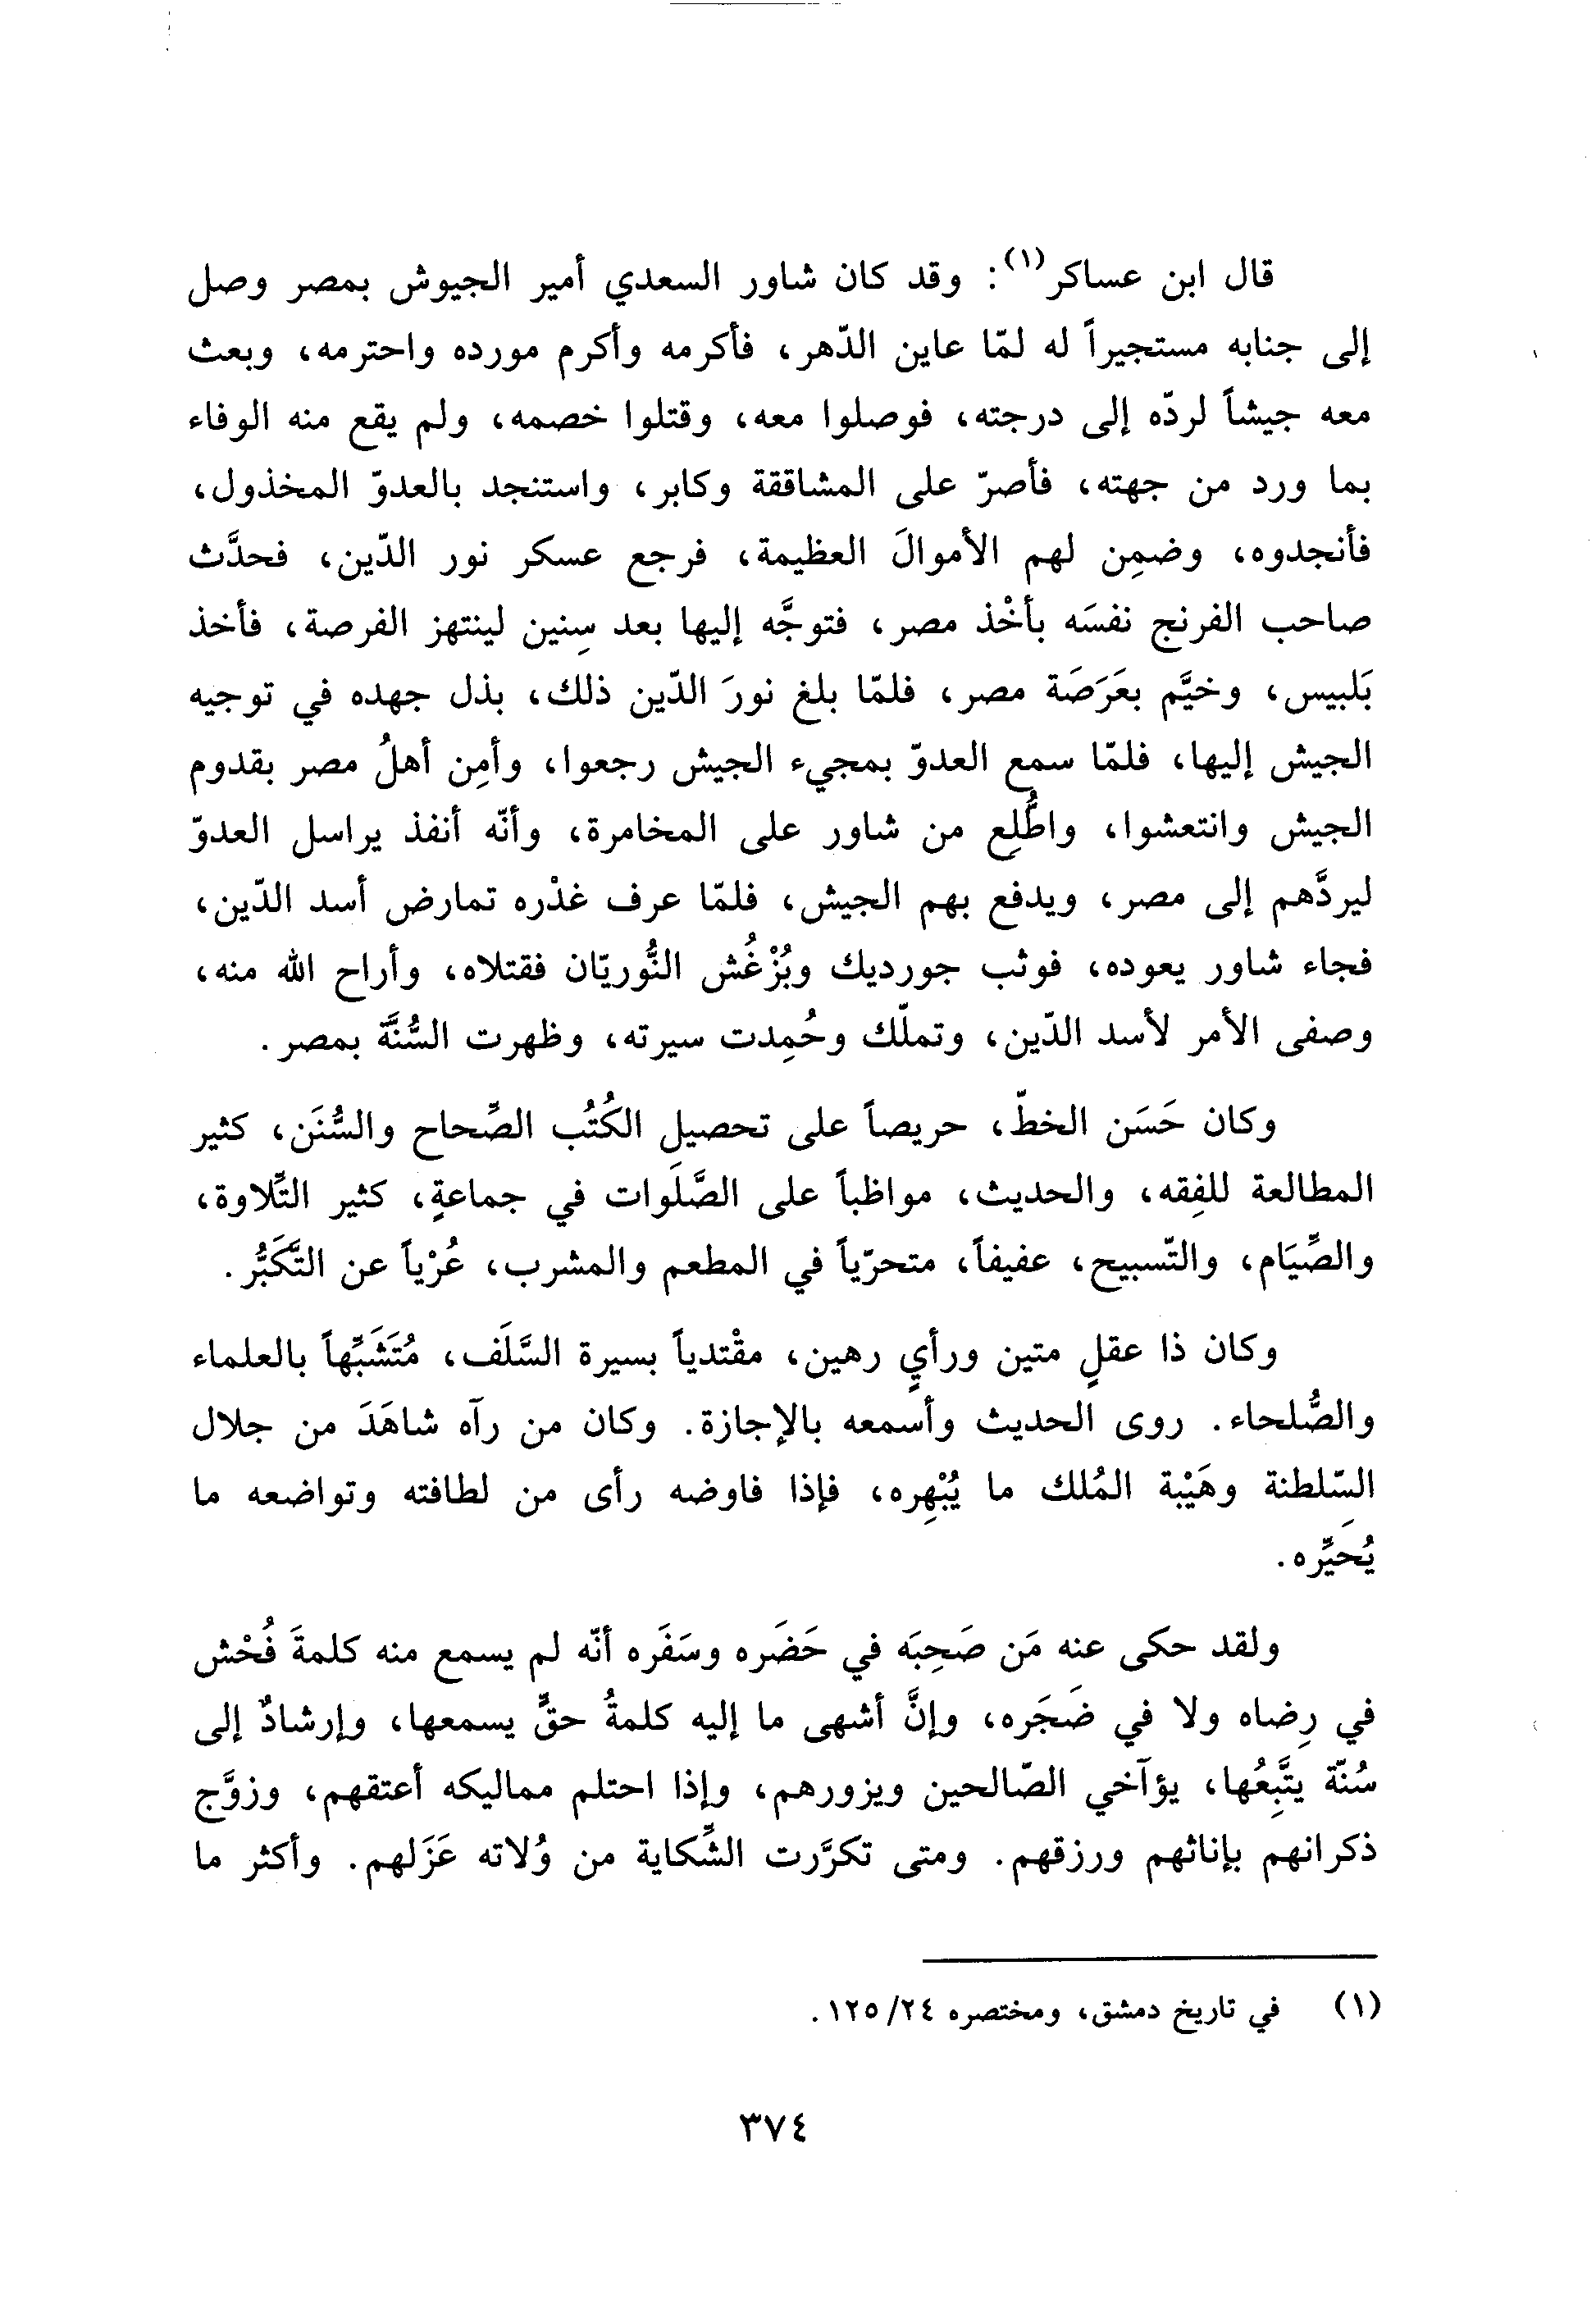 قال ابن عساكر(١): وقد كان شاور السعدي أمير الجيوش بمصر وصل
إلى جنابه مستجيراً له لمّا عاين الذّهر، فأكرمه وأكرم مورده واحترمه، وبعث
معه جيشاً لردّه إلى درجته، فوصلوا معه، وقتلوا خصمه، ولم يقع منه الوفاء
بما ورد من جهته، فأصرّ على المشاققة وكابر، واستنجد بالعدوّ المخذول،
فأنجدوه، وضمِن لهم الأموالَ العظيمة، فرجع عسكر نور الدّين، فحدَّث
صاحب الفرنج نفسَه بأخْذ مصر، فتوجَّه إليها بعد سِنين لينتهز الفرصة، فأخذ
بَلبيس، وخيَّم بعَرَصَة مصر، فلمّا بلغ نورَ الدّين ذلك، بذل جهده في توجيه
الجيش إليها، فلمّا سمع العدوّ بمجيء الجيش رجعوا، وأمِن أهلُ مصر بقدوم
الجيش وانتعشوا، واطُّلِع من شاور على المخامرة، وأنّه أنفذ يراسل العدوّ
ليردَّهم إلى مصر، ويدفع بهم الجيش، فلمّا عرف غذْره تمارض أسد الدّين،
فجاء شاور يعوده، فوثب جورديك وبُزْغُش النُّوريّان فقتلاه، وأراح الله منه،
وصفى الأمر لأسد الدّين، وتملّك وحُمِدت سيرته، وظهرت السُّنَّة بمصر.
وكان حَسَن الخطّ، حريصاً على تحصيل الكُتُب الصِّحاح والسُّنَن، كثير
المطالعة للفِقه، والحديث، مواظباً على الصَّلَوات في جماعةٍ، كثير التِّلاوة،
والصِّيَام، والتّسبيح، عفيفاً، متحرّياً في المطعم والمشرب، عُرْياً عن التَّكَبُّر.
وكان ذا عقلٍ متين ورأيٍ رهين، مقْتدياً بسيرة السَّلَف، مُتَشَبِّهاً بالعلماء
والصُّلحاء. روى الحديث وأسمعه بالإجازة. وكان من رآه شاهَدَ من جلال
السّلطنة وهَيْبة المُلك ما يُبْهِره، فإذا فاوضه رأى من لطافته وتواضعه ما
يُحَيِّره.
ولقد حكى عنه مَن صَحِبَه في حَضَره وسَفَره أنّه لم يسمع منه كلمةَ فُحْش
في رِضاه ولا في ضَجَره، وإنَّ أشهى ما إليه كلمةُ حقٍّ يسمعها، وإرشادٌ إلى
سُنّة يتَّبِعُها، يؤآخي الصّالحين ويزورهم، وإذا احتلم مماليكه أعتقهم، وزوَّج
ذكرانهم بإناثهم ورزقهم. ومتى تكرَّرت الشِّكاية من وُلاته عَزَلهم. وأكثر ما
(١) في تاريخ دمشق، ومختصره ٢٤/ ١٢٥.
٣٧٤